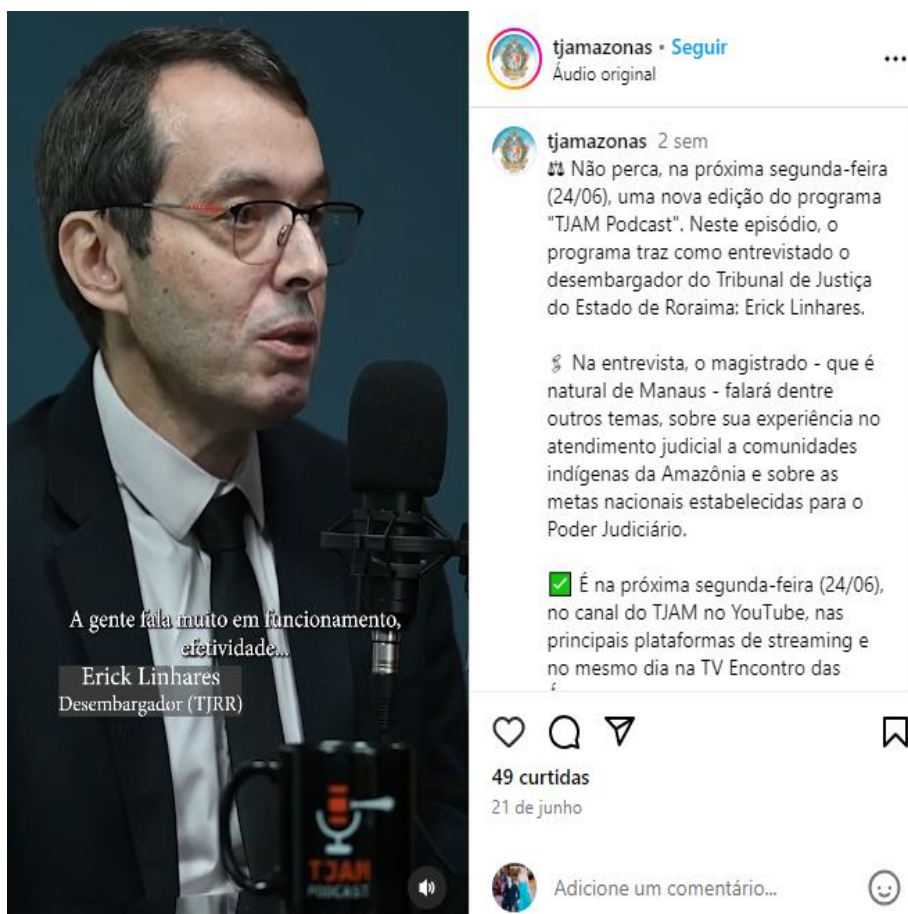 A gente fala muito em funcionamento,
efetividade...
Erick Linhares
Desembargador (TJRR)
TJAM
PODCAST
tjamazonas • Seguir
Áudio original
tjamazonas 2 sem
⚖ Não perca, na próxima segunda-feira
(24/06), uma nova edição do programa
"TJAM Podcast". Neste episódio, o
programa traz como entrevistado o
desembargador do Tribunal de Justiça
do Estado de Roraima: Erick Linhares.
🖇 Na entrevista, o magistrado - que é
natural de Manaus - falará dentre
outros temas, sobre sua experiência no
atendimento judicial a comunidades
indígenas da Amazônia e sobre as
metas nacionais estabelecidas para o
Poder Judiciário.
✅ É na próxima segunda-feira (24/06),
no canal do TJAM no YouTube, nas
principais plataformas de streaming e
no mesmo dia na TV Encontro das
49 curtidas
21 de junho
Adicione um comentário...